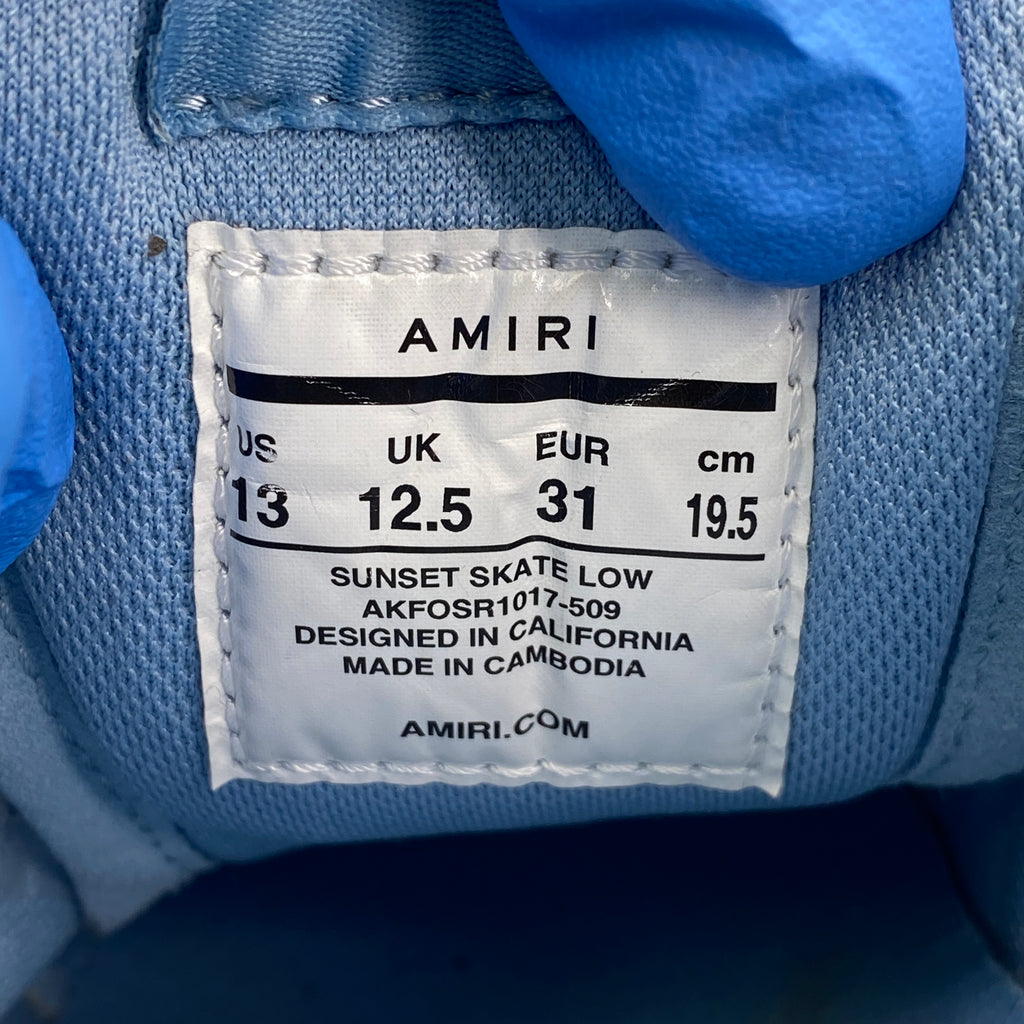 AMIRI
US UK EUR cm
13 12.5 31 19.5
SUNSET SKATE LOW
AKFOSR1017-509
DESIGNED IN CALIFORNIA
MADE IN CAMBODIA
AMIRI.COM